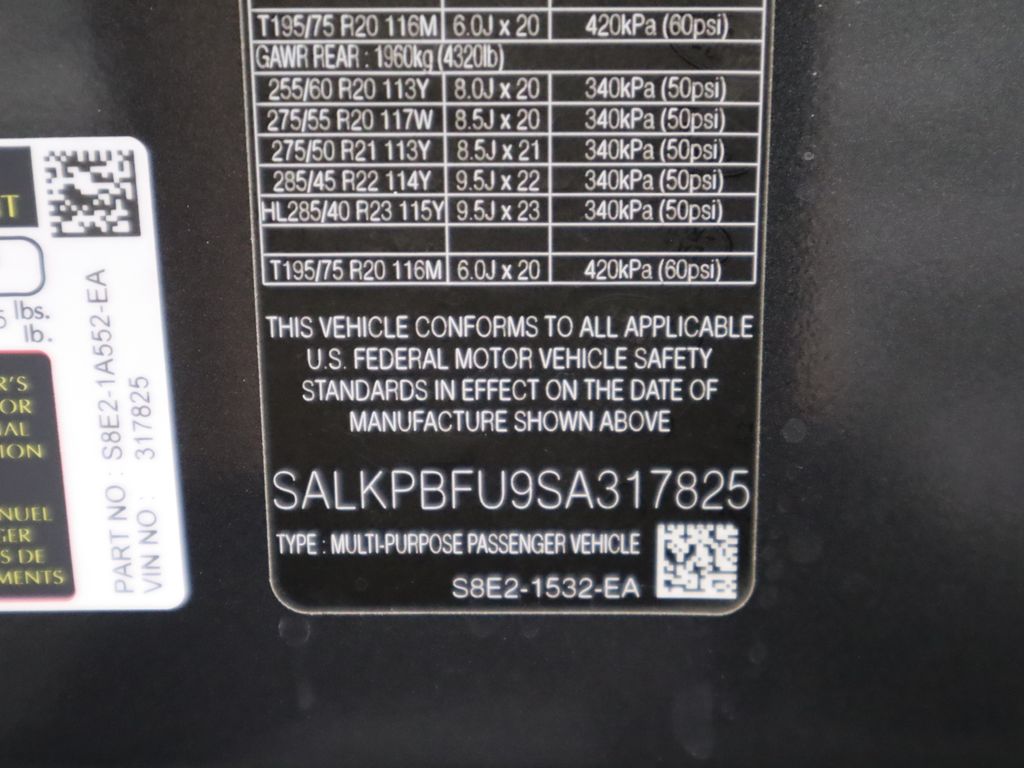 T195/75 R20 116M 6.0J x 20 420kPa (60psi)
GAWR REAR : 1960kg (4320lb)
255/60 R20 113Y 8.0J x 20 340kPa (50psi)
275/55 R20 117W 8.5J x 20 340kPa (50psi)
275/50 R21 113Y 8.5J x 21 340kPa (50psi)
285/45 R22 114Y 9.5J x 22 340kPa (50psi)
HL285/40 R23 115Y 9.5J x 23 340kPa (50psi)
T195/75 R20 116M 6.0J x 20 420kPa (60psi)
THIS VEHICLE CONFORMS TO ALL APPLICABLE
U.S. FEDERAL MOTOR VEHICLE SAFETY
STANDARDS IN EFFECT ON THE DATE OF
MANUFACTURE SHOWN ABOVE
SALKPBFU9SA317825
TYPE : MULTI-PURPOSE PASSENGER VEHICLE
S8E2-1532-EA
lbs.
lb.
PART NO : S8E2-1A552-EA
VIN NO : 317825